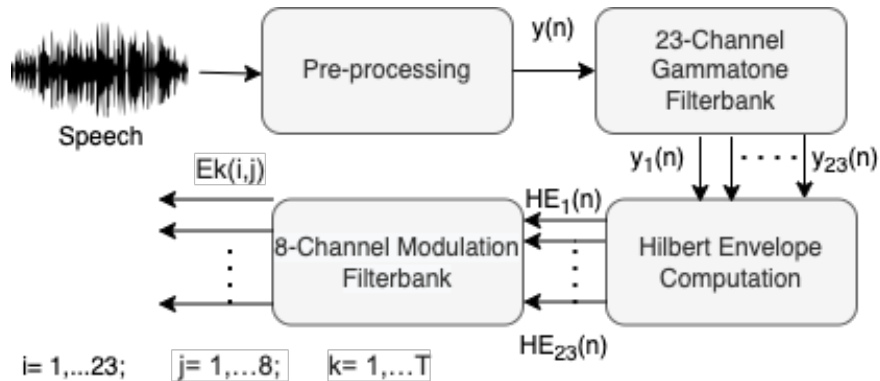 Speech
Pre-processing
y(n)
23-Channel
Gammatone
Filterbank
y₁(n)
. . . .
y₂₃(n)
Hilbert Envelope
Computation
HE₁(n)
HE₂₃(n)
8-Channel Modulation
Filterbank
Ek(i,j)
i= 1,...23; j= 1,...8; k= 1,...T